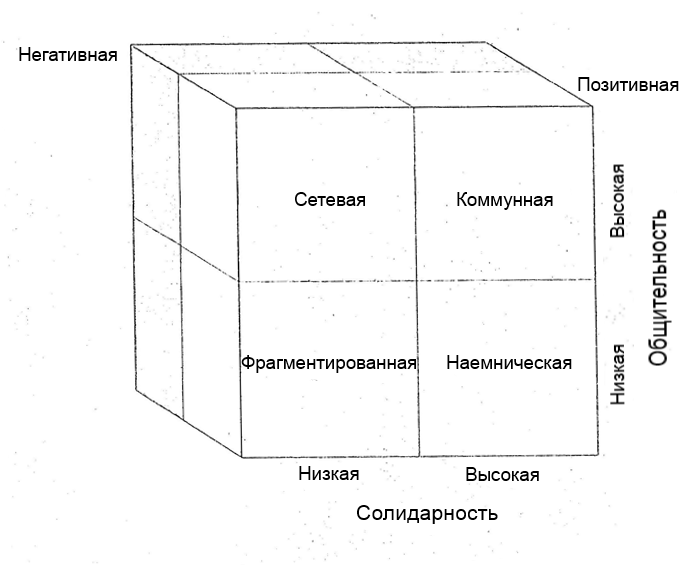 Негативная
Позитивная
Сетевая
Коммунная
Высокая
Общительность
Фрагментированная
Наемническая
Низкая
Низкая
Высокая
Солидарность